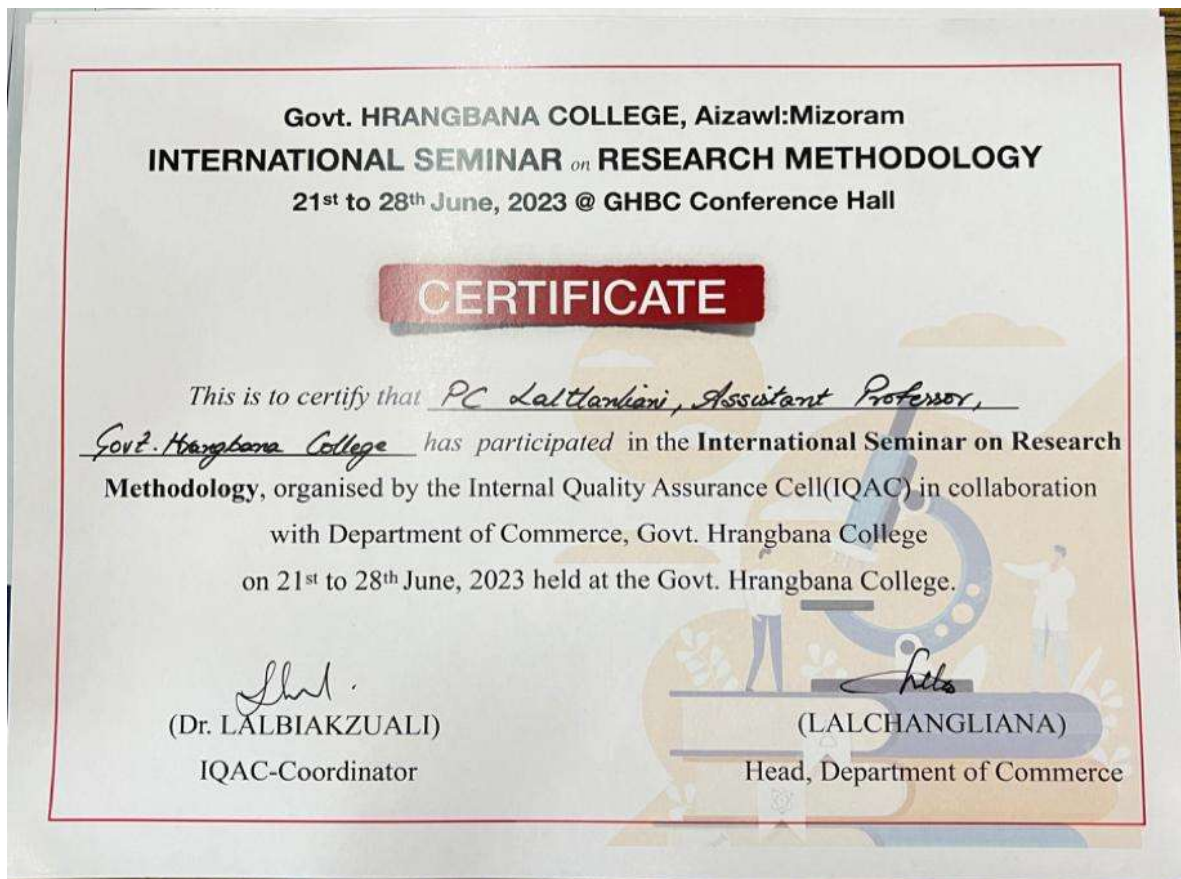 Govt. HRANGBANA COLLEGE, Aizawl:Mizoram
INTERNATIONAL SEMINAR on RESEARCH METHODOLOGY
21st to 28th June, 2023 @ GHBC Conference Hall
CERTIFICATE
This is to certify that PC Laltlanliani, Assistant Professor,
Govt. Hrangbana College has participated in the International Seminar on Research
Methodology, organised by the Internal Quality Assurance Cell(IQAC) in collaboration
with Department of Commerce, Govt. Hrangbana College
on 21st to 28th June, 2023 held at the Govt. Hrangbana College.
(Dr. LALBIAKZUALI)
(LALCHANGLIANA)
IQAC-Coordinator
Head, Department of Commerce